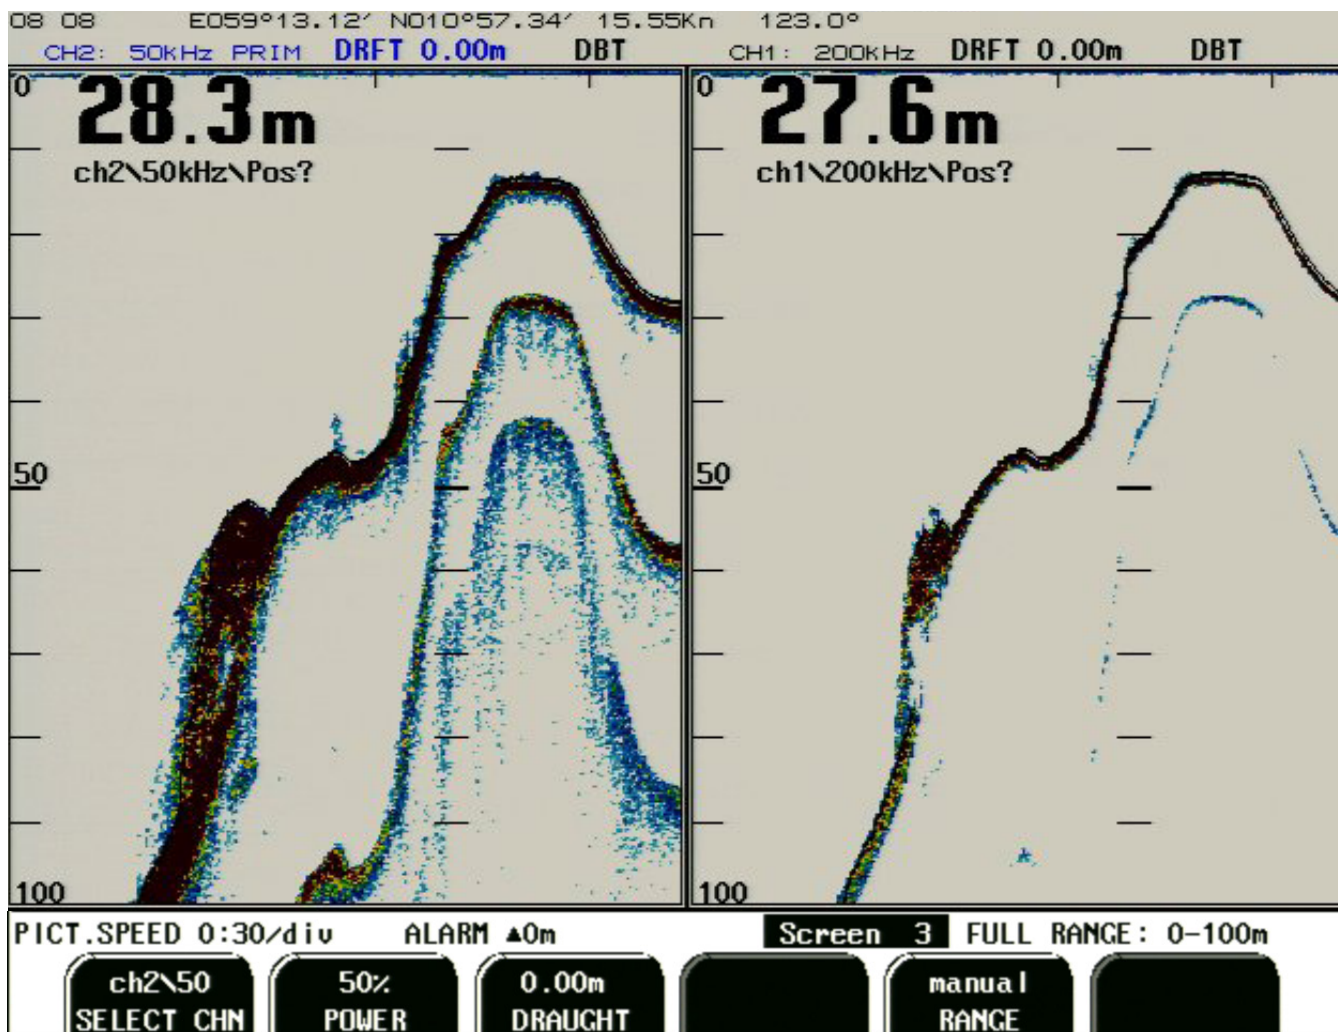 08 08 E059°13.12′ N010°57.34′ 15.55Kn 123.0°
CH2: 50kHz PRIM DRFT 0.00m DBT
CH1: 200kHz DRFT 0.00m DBT
0
28.3m
ch2\50kHz\Pos?
50
100
0
27.6m
ch1\200kHz\Pos?
50
100
PICT.SPEED 0:30/div ALARM ▲0m Screen 3 FULL RANGE: 0-100m
ch2\50
SELECT CHN
50%
POWER
0.00m
DRAUGHT
manual
RANGE